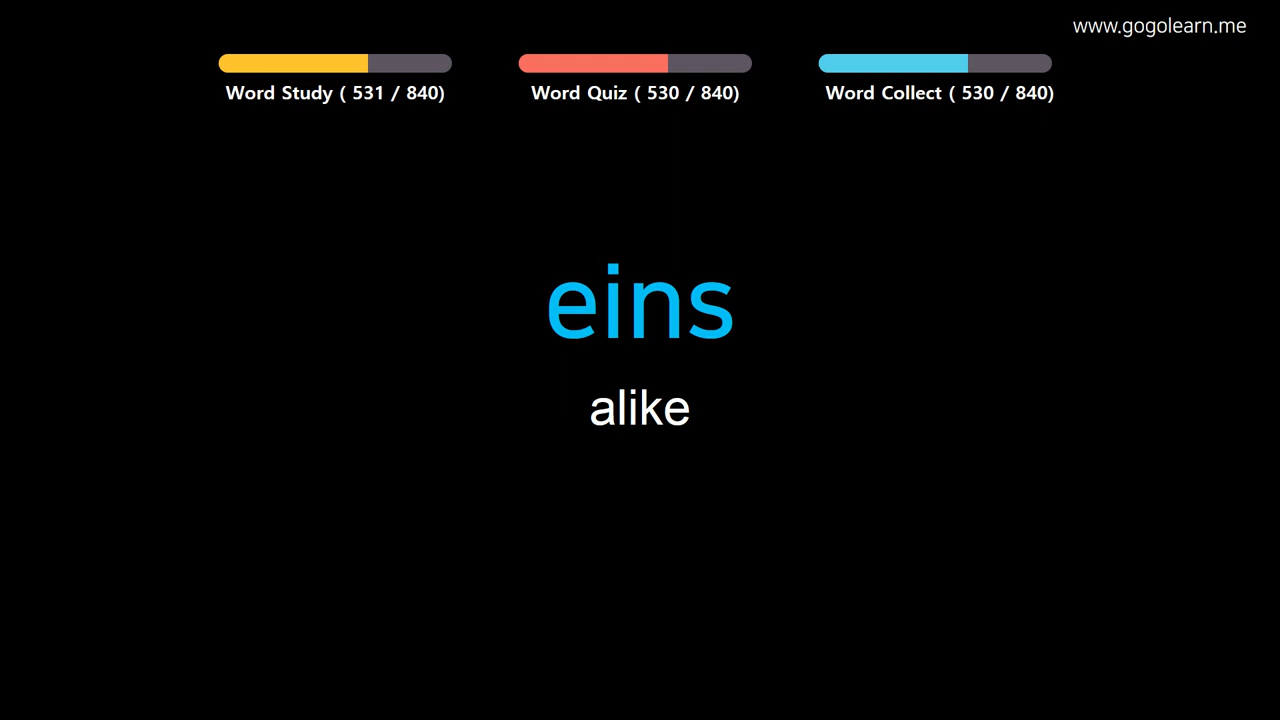 www.gogolearn.me
Word Study ( 531 / 840)
Word Quiz ( 530 / 840)
Word Collect ( 530 / 840)
eins
alike